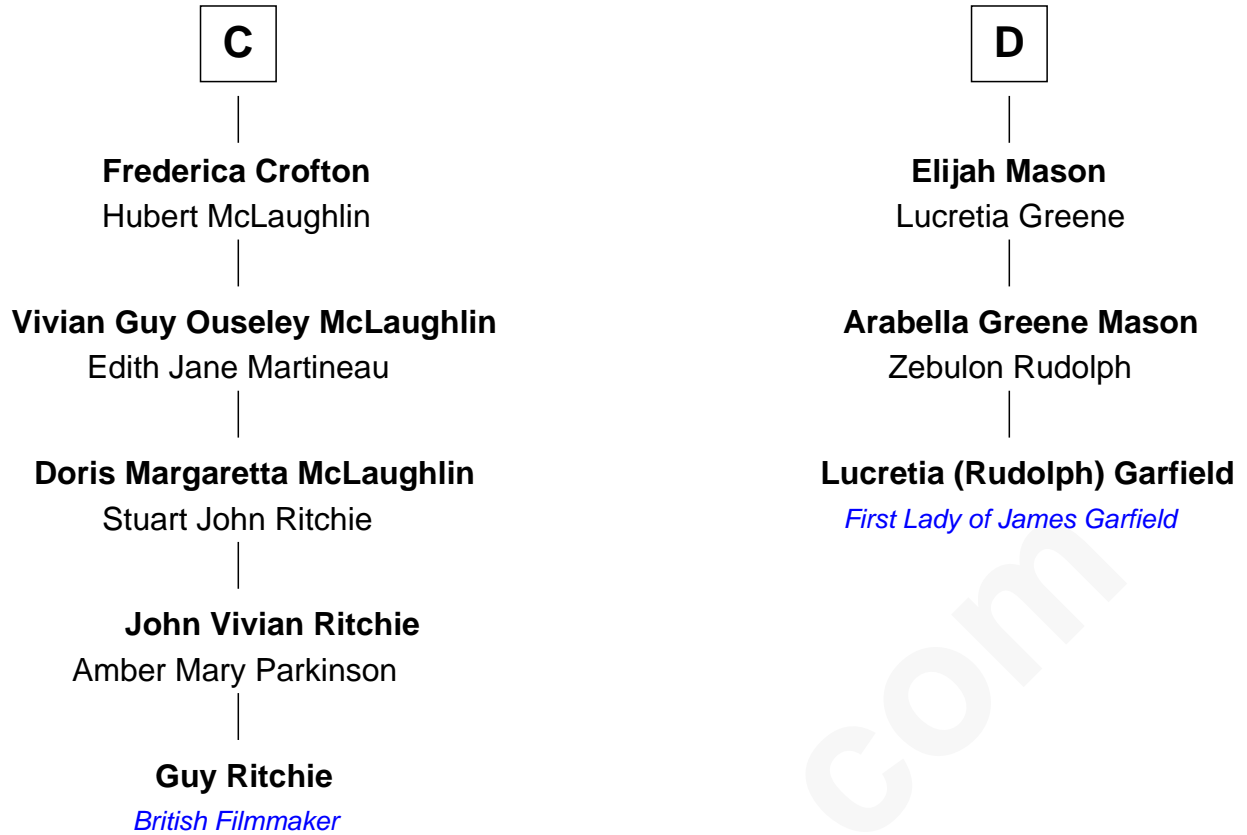 C
Frederica Crofton
Hubert McLaughlin
Vivian Guy Ouseley McLaughlin
Edith Jane Martineau
Doris Margaretta McLaughlin
Stuart John Ritchie
John Vivian Ritchie
Amber Mary Parkinson
Guy Ritchie
British Filmmaker
D
Elijah Mason
Lucretia Greene
Arabella Greene Mason
Zebulon Rudolph
Lucretia (Rudolph) Garfield
First Lady of James Garfield
com